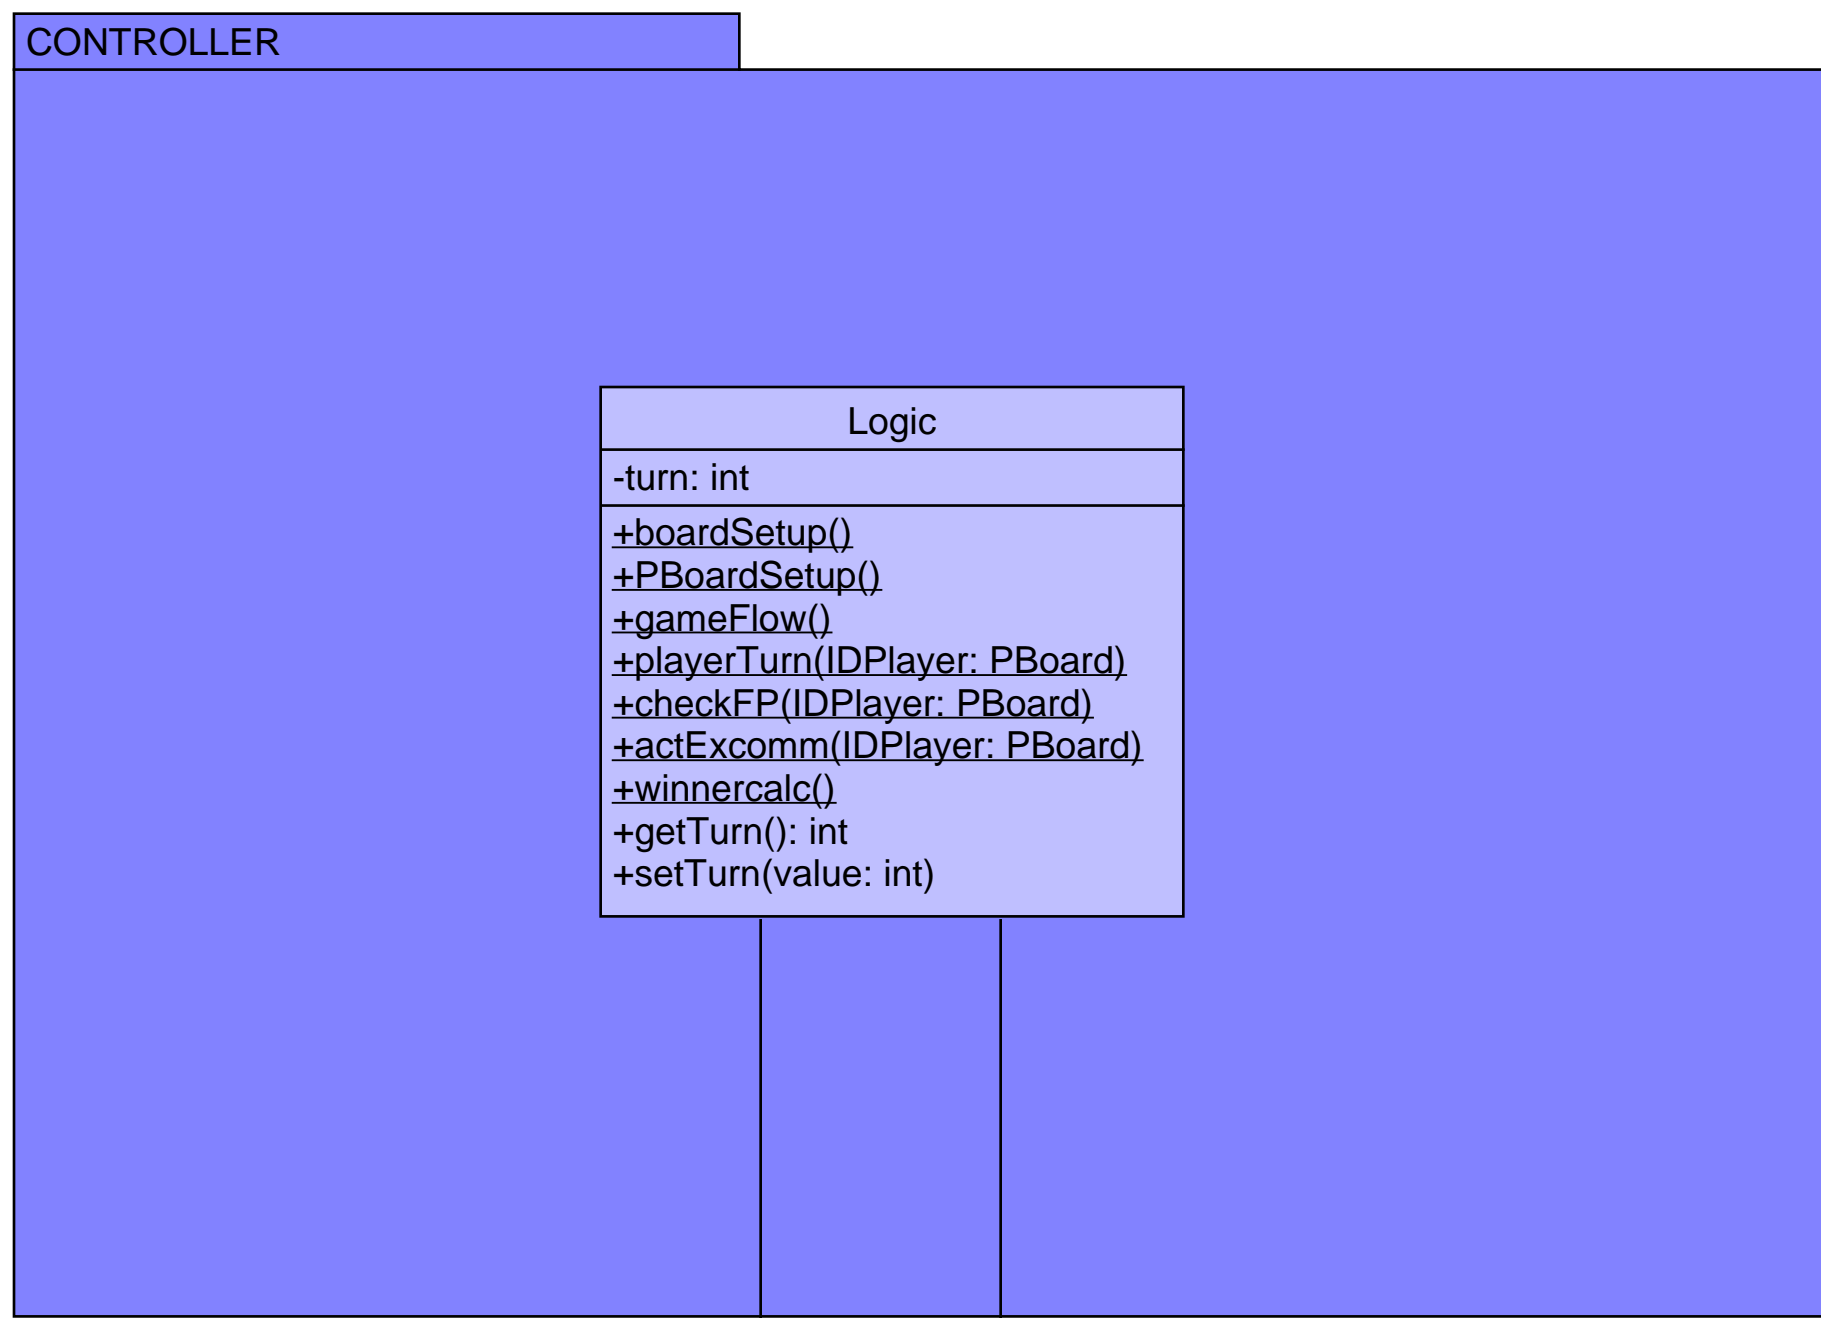 CONTROLLER
Logic
-turn: int
+boardSetup()
+PBoardSetup()
+gameFlow()
+playerTurn(IDPlayer: PBoard)
+checkFP(IDPlayer: PBoard)
+actExcomm(IDPlayer: PBoard)
+winnercalc()
+getTurn(): int
+setTurn(value: int)